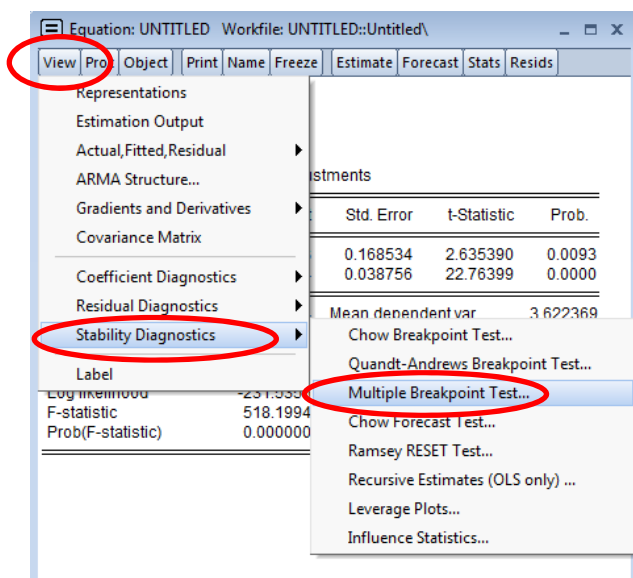 Equation: UNTITLED Workfile: UNTITLED::Untitled\
View Object Print Name Freeze Estimate Forecast Stats Resids
Representations
Estimation Output
Actual,Fitted,Residual
ARMA Structure...
Gradients and Derivatives
Covariance Matrix
Coefficient Diagnostics
Residual Diagnostics
Stability Diagnostics
Label
stments
Std. Error t-Statistic Prob.
0.168534 2.635390 0.0093
0.038756 22.76399 0.0000
Mean dependent var 3.622369
Chow Breakpoint Test...
Quandt-Andrews Breakpoint Test...
Multiple Breakpoint Test...
Chow Forecast Test...
Ramsey RESET Test...
Recursive Estimates (OLS only) ...
Leverage Plots...
Influence Statistics...
Log likelihood -231.535
F-statistic 518.1994
Prob(F-statistic) 0.000000